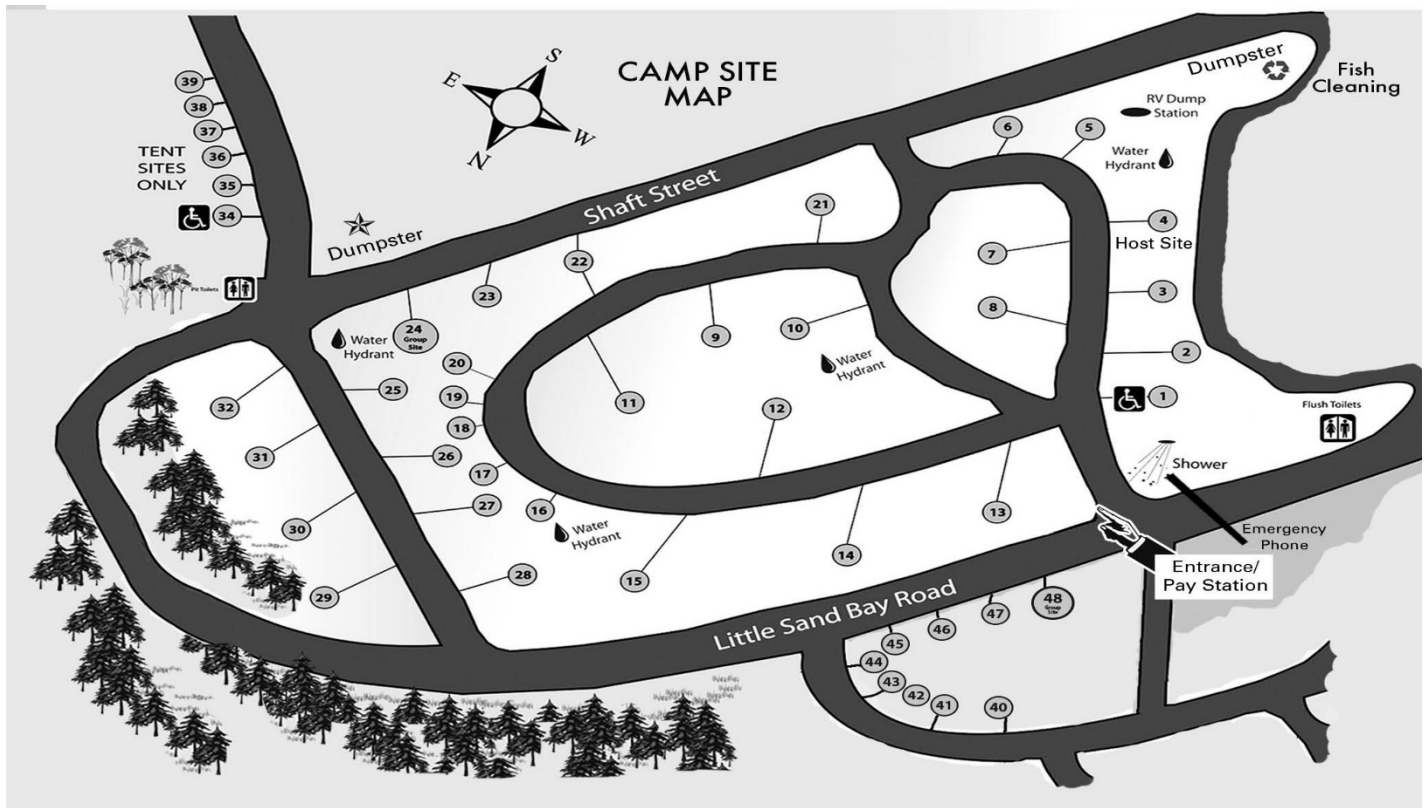 CAMP SITE
MAP
S
E
W
N
39
38
37
36
35
34
TENT
SITES
ONLY
Dumpster
Pit Toilets
Shaft Street
Dumpster
Fish
Cleaning
RV Dump
Station
Water
Hydrant
6
5
4
Host Site
3
2
1
7
8
21
22
23
24
Group
Site
Water
Hydrant
20
19
18
17
16
Water
Hydrant
9
10
Water
Hydrant
11
12
25
26
27
28
32
31
30
29
15
14
13
Flush Toilets
Shower
Emergency
Phone
Entrance/
Pay Station
Little Sand Bay Road
48
Group
Site
47
46
45
44
43
42
41
40